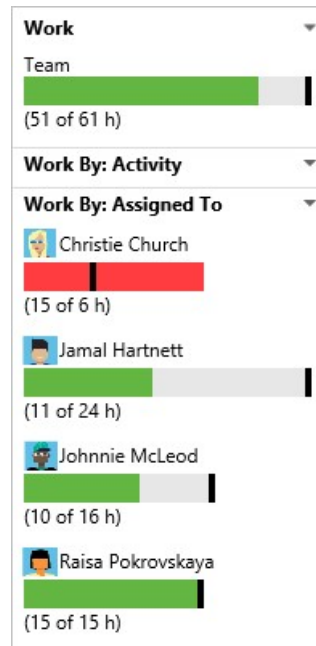 Work
Team
(51 of 61 h)
Work By: Activity
Work By: Assigned To
Christie Church
(15 of 6 h)
Jamal Hartnett
(11 of 24 h)
Johnnie McLeod
(10 of 16 h)
Raisa Pokrovskaya
(15 of 15 h)